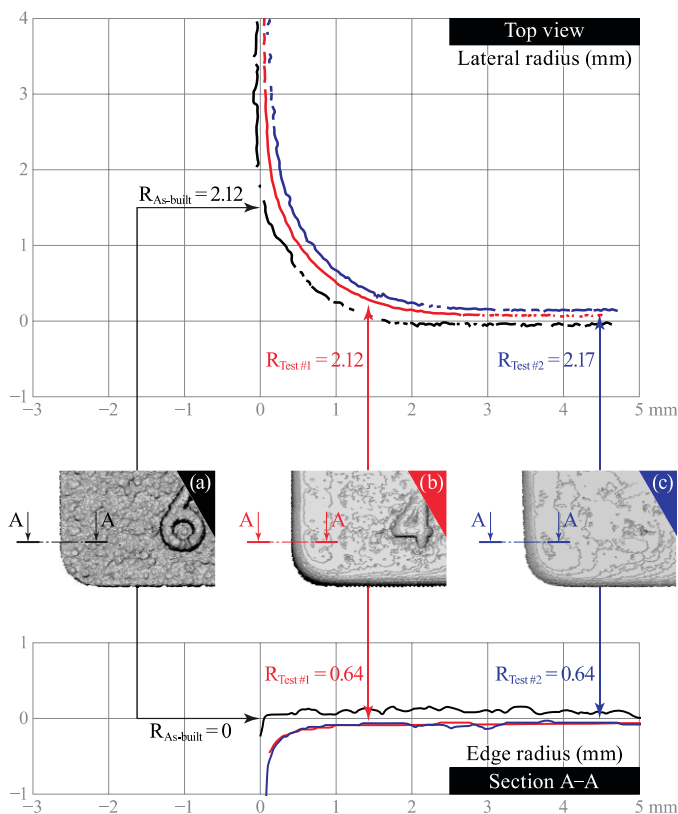 4
Top view
Lateral radius (mm)
3
2
R_As-built = 2.12
1
0
R_Test #1 = 2.12
R_Test #2 = 2.17
−1
−3
−2
−1
0
1
2
3
4
5 mm
(a)
(b)
(c)
A
A
A
A
A
A
1
R_Test #1 = 0.64
R_Test #2 = 0.64
0
R_As-built = 0
Edge radius (mm)
Section A–A
−1
−3
−2
−1
0
1
2
3
4
5 mm